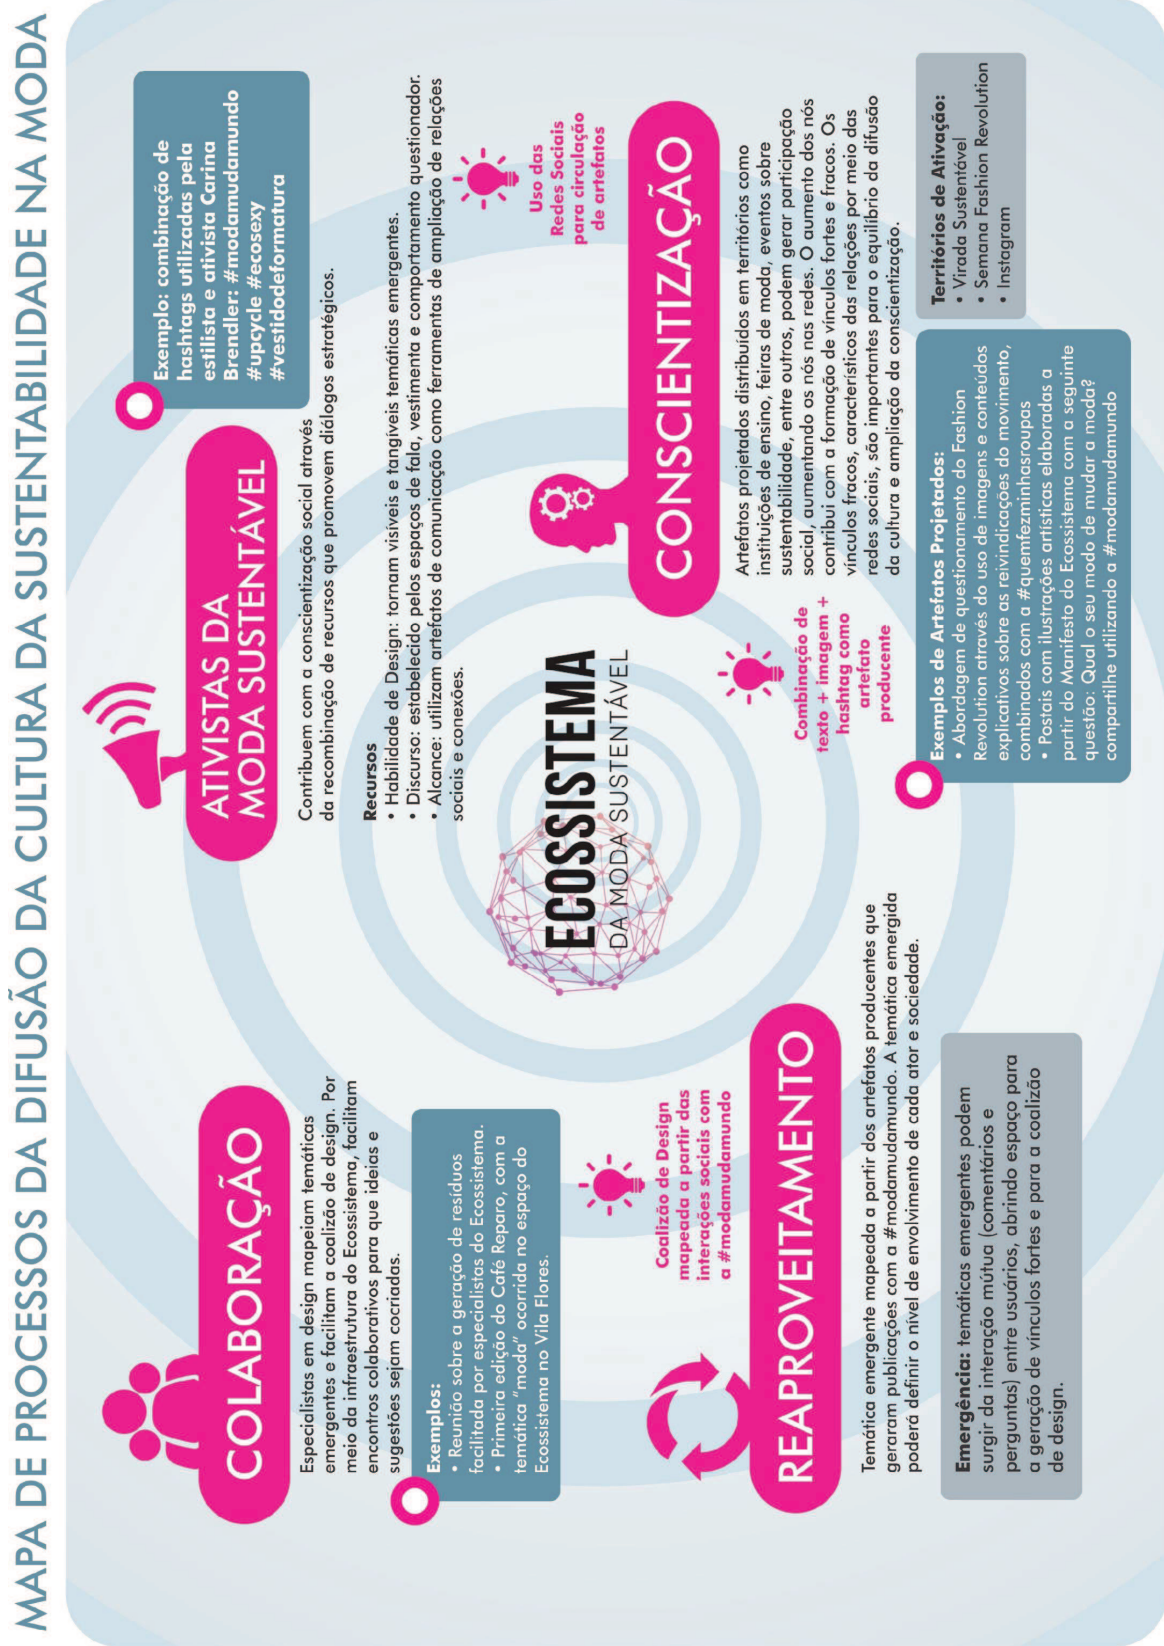 MAPA DE PROCESSOS DA DIFUSÃO DA CULTURA DA SUSTENTABILIDADE NA MODA
COLABORAÇÃO
Especialistas em design mapeiam temáticas
emergentes e facilitam a coalizão de design. Por
meio da infraestrutura do Ecossistema, facilitam
encontros colaborativos para que ideias e
sugestões sejam cocriadas.
Exemplos:
• Reunião sobre a geração de resíduos
facilitada por especialistas do Ecossistema.
• Primeira edição do Café Reparo, com a
temática "moda" ocorrida no espaço do
Ecossistema no Vila Flores.
ATIVISTAS DA
MODA SUSTENTÁVEL
Contribuem com a conscientização social através
da recombinação de recursos que promovem diálogos estratégicos.
Recursos
• Habilidade de Design: tornam visíveis e tangíveis temáticas emergentes.
• Discurso: estabelecido pelos espaços de fala, vestimenta e comportamento questionador.
• Alcance: utilizam artefatos de comunicação como ferramentas de ampliação de relações
sociais e conexões.
Exemplo: combinação de
hashtags utilizadas pela
estilista e ativista Carina
Brendler: #modamudamundo
#upcycle #ecosexy
#vestidodeformatura
ECOSSISTEMA
DA MODA SUSTENTÁVEL
Uso das
Redes Sociais
para circulação
de artefatos
Coalizão de Design
mapeada a partir das
interações sociais com
a #modamudamundo
REAPROVEITAMENTO
Temática emergente mapeada a partir dos artefatos producentes que
geraram publicações com a #modamudamundo. A temática emergida
poderá definir o nível de envolvimento de cada ator e sociedade.
Emergência: temáticas emergentes podem
surgir da interação mútua (comentários e
perguntas) entre usuários, abrindo espaço para
a geração de vínculos fortes e para a coalizão
de design.
CONSCIENTIZAÇÃO
Artefatos projetados distribuídos em territórios como
instituições de ensino, feiras de moda, eventos sobre
sustentabilidade, entre outros, podem gerar participação
social, aumentando os nós nas redes. O aumento dos nós
contribui com a formação de vínculos fortes e fracos. Os
vínculos fracos, característicos das relações por meio das
redes sociais, são importantes para o equilíbrio da difusão
da cultura e ampliação da conscientização.
Combinação de
texto + imagem +
hashtag como
artefato
producente
Exemplos de Artefatos Projetados:
• Abordagem de questionamento do Fashion
Revolution através do uso de imagens e conteúdos
explicativos sobre as reivindicações do movimento,
combinados com a #quemfezminhasroupas
• Postais com ilustrações artísticas elaboradas a
partir do Manifesto do Ecossistema com a seguinte
questão: Qual o seu modo de mudar a moda?
compartilhe utilizando a #modamudamundo
Territórios de Ativação:
• Virada Sustentável
• Semana Fashion Revolution
• Instagram